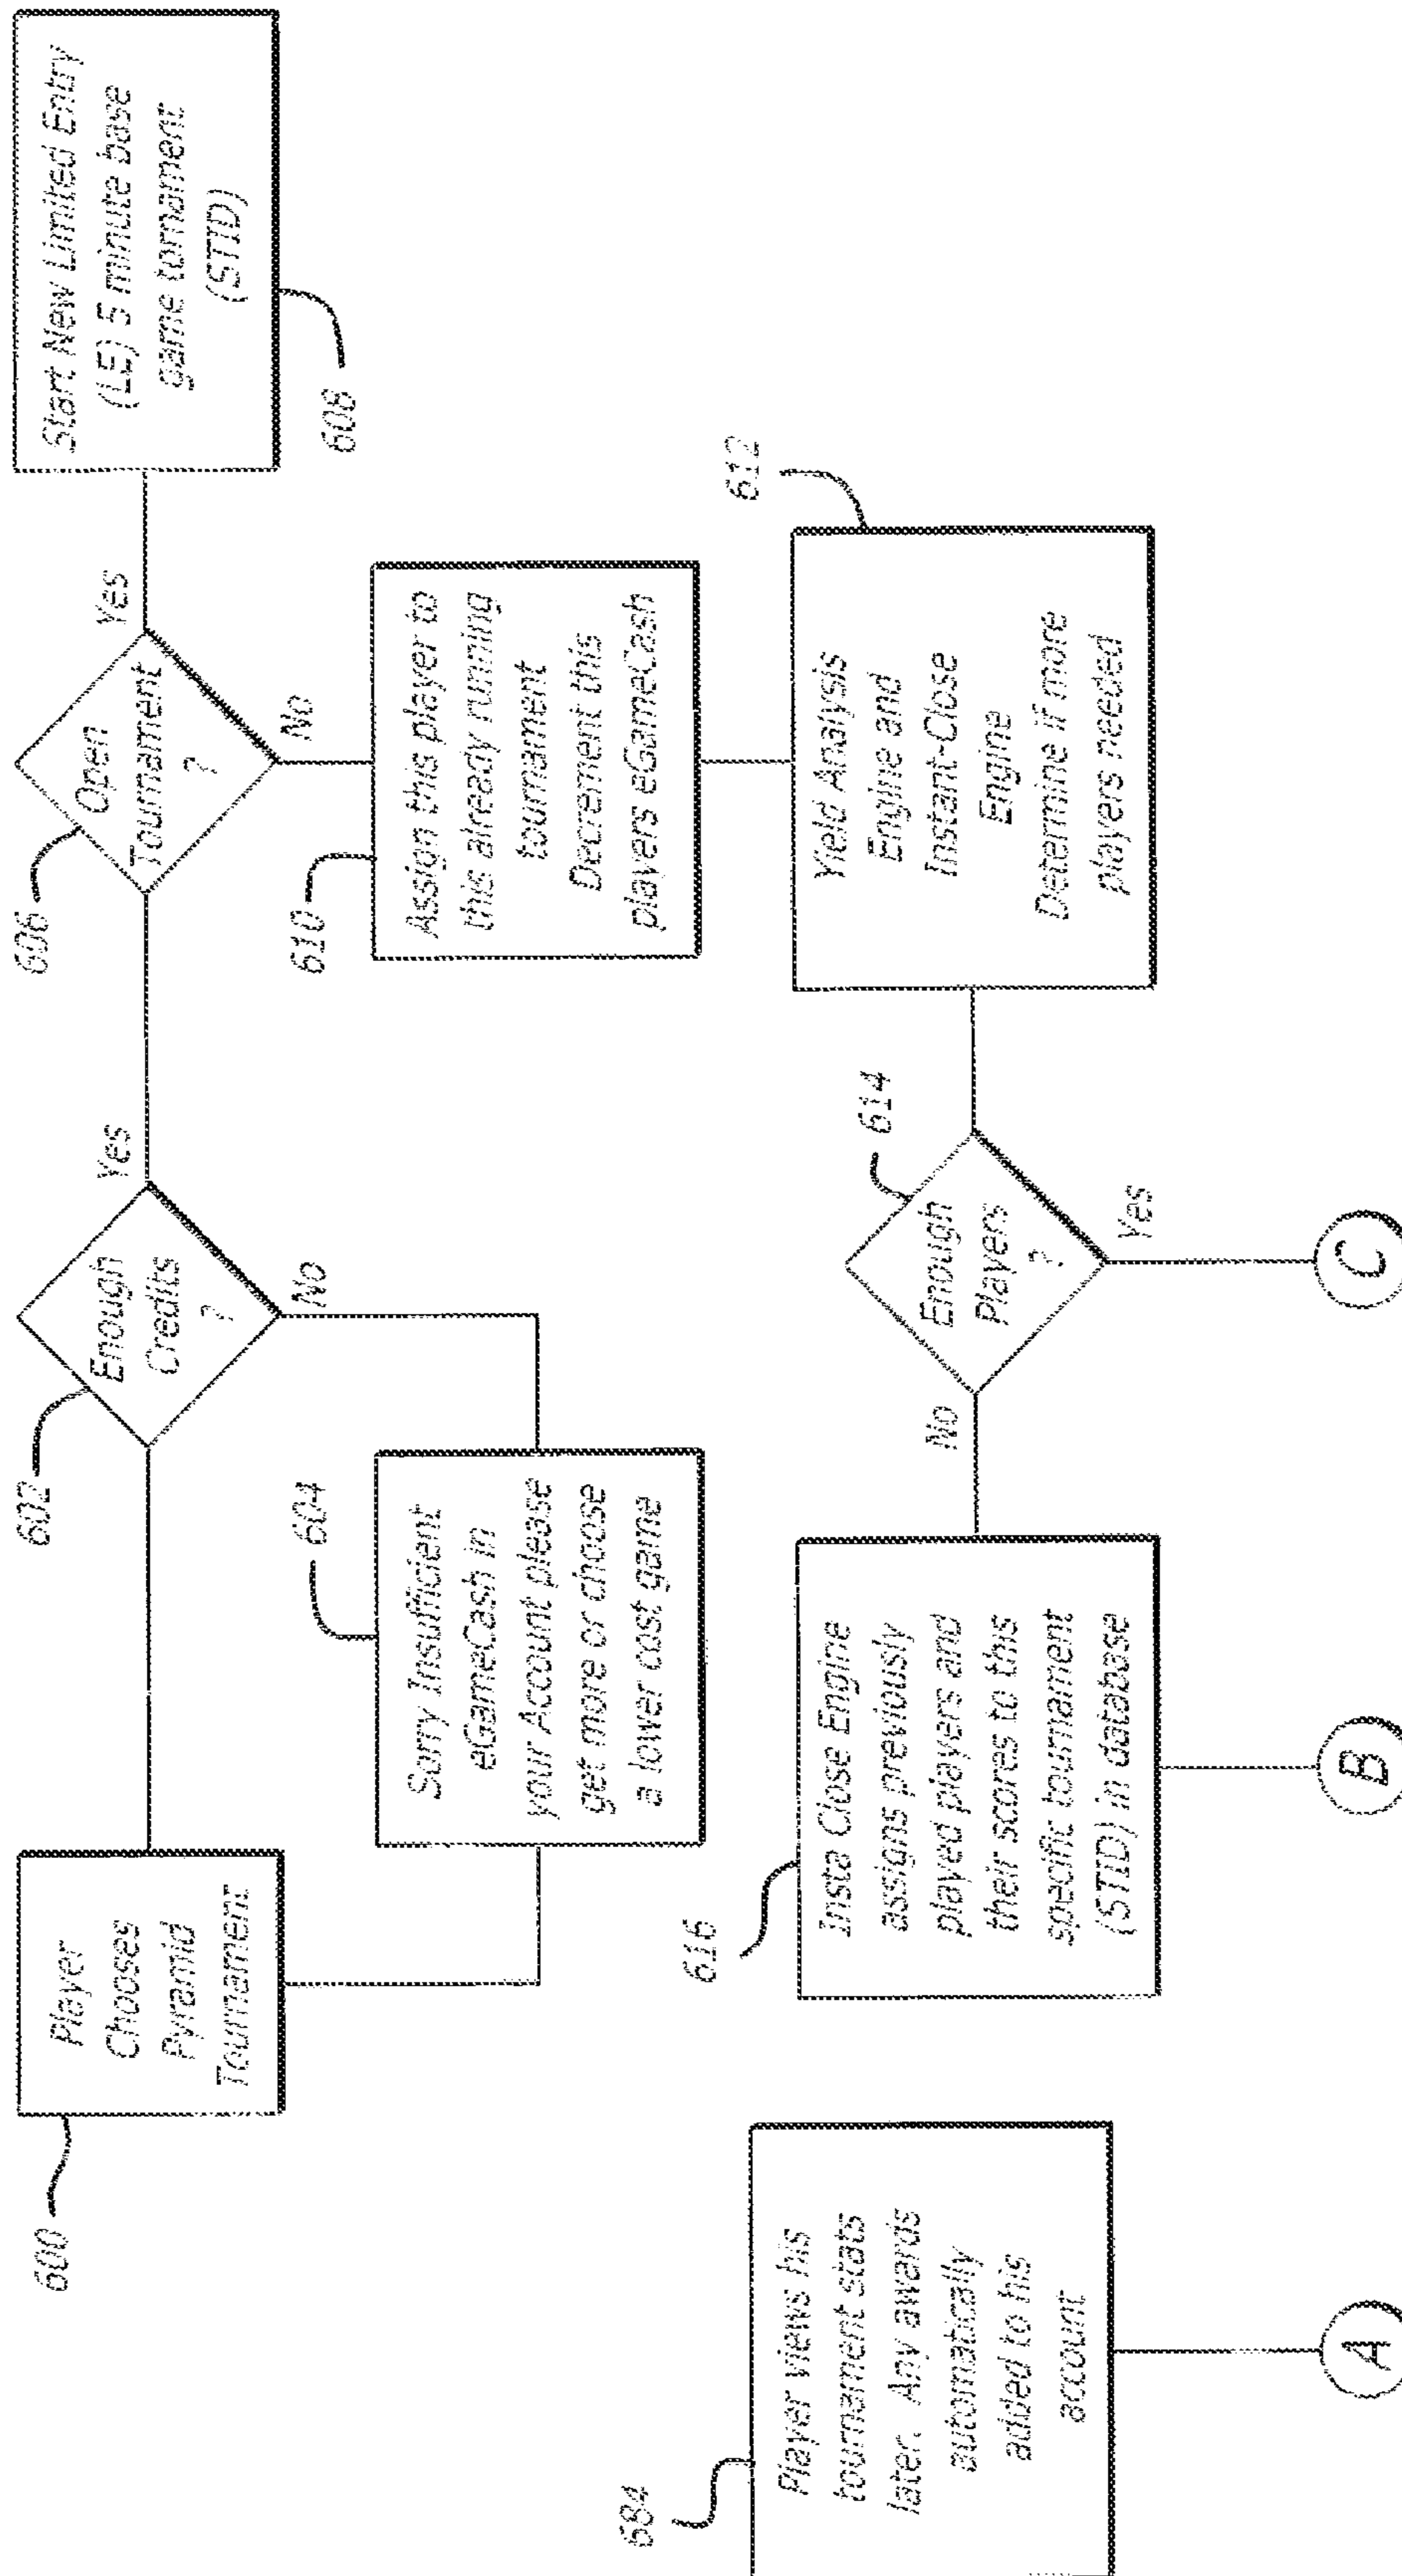 600
Player
Chooses
Pyramid
Tournament
602
Enough
Credits
?
Yes
No
604
Sorry Insufficient
eGameCash in
your Account please
get more or choose
a lower cost game
606
Open
Tournament
?
Yes
No
Start New Limited Entry
(LE) 5 minute base
game tornament
(STID)
608
610
Assign this player to
this already running
tournament
Decrement this
players eGameCash
612
Yield Analysis
Engine and
Instant-Close
Engine
Determine if more
players needed
614
Enough
Players
?
No
Yes
616
Insta Close Engine
assigns previously
played players and
their scores to this
specific tournament
(STID) in database
684
Player views his
tournament stats
later. Any awards
automatically
added to his
account
A
B
C